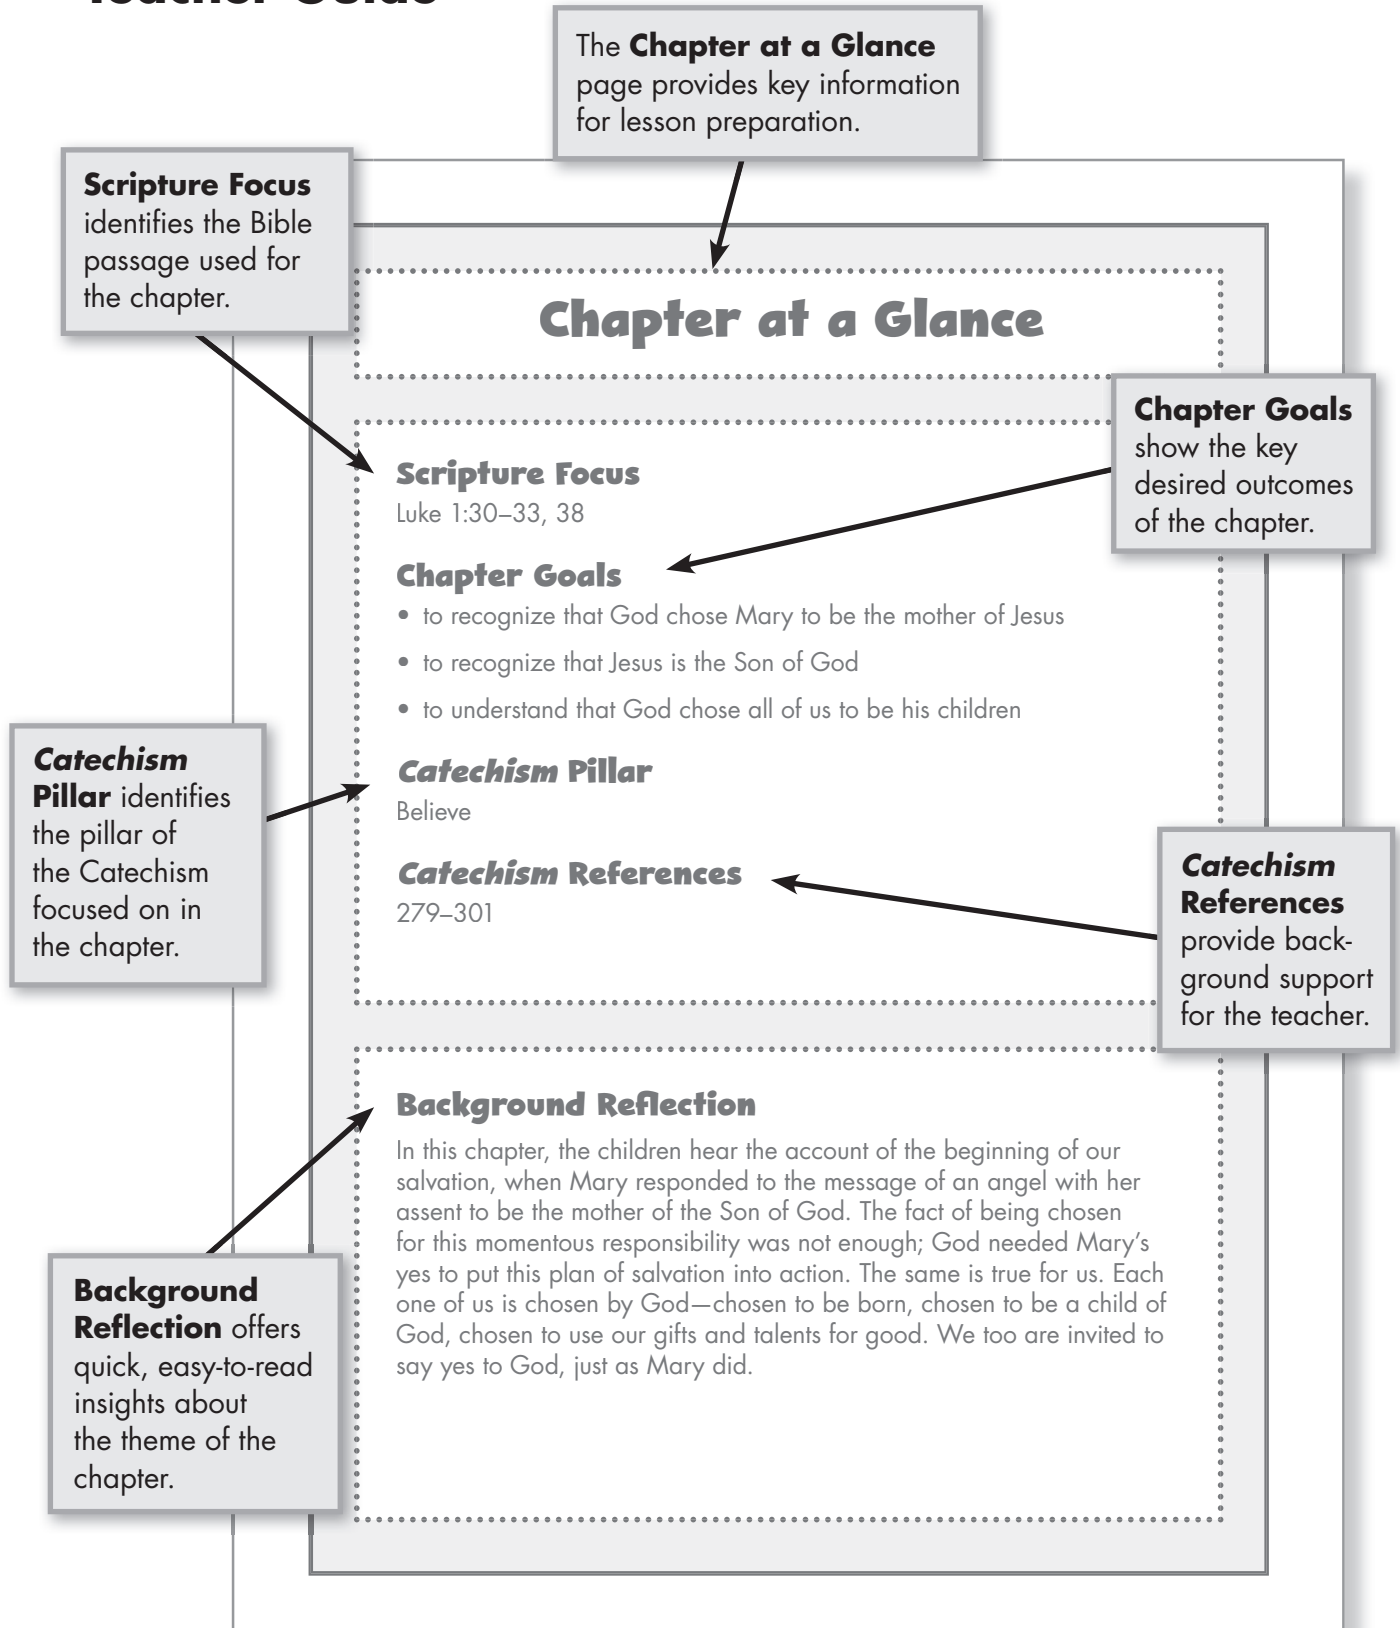 Teacher Guide
The Chapter at a Glance
page provides key information
for lesson preparation.
Scripture Focus
identifies the Bible
passage used for
the chapter.
Chapter at a Glance
Chapter Goals
show the key
desired outcomes
of the chapter.
Scripture Focus
Luke 1:30–33, 38
Chapter Goals
• to recognize that God chose Mary to be the mother of Jesus
• to recognize that Jesus is the Son of God
• to understand that God chose all of us to be his children
Catechism
Pillar identifies
the pillar of
the Catechism
focused on in
the chapter.
Catechism Pillar
Believe
Catechism References
279–301
Catechism
References
provide back-
ground support
for the teacher.
Background Reflection
In this chapter, the children hear the account of the beginning of our
salvation, when Mary responded to the message of an angel with her
assent to be the mother of the Son of God. The fact of being chosen
for this momentous responsibility was not enough; God needed Mary’s
yes to put this plan of salvation into action. The same is true for us. Each
one of us is chosen by God—chosen to be born, chosen to be a child of
God, chosen to use our gifts and talents for good. We too are invited to
say yes to God, just as Mary did.
Background
Reflection offers
quick, easy-to-read
insights about
the theme of the
chapter.